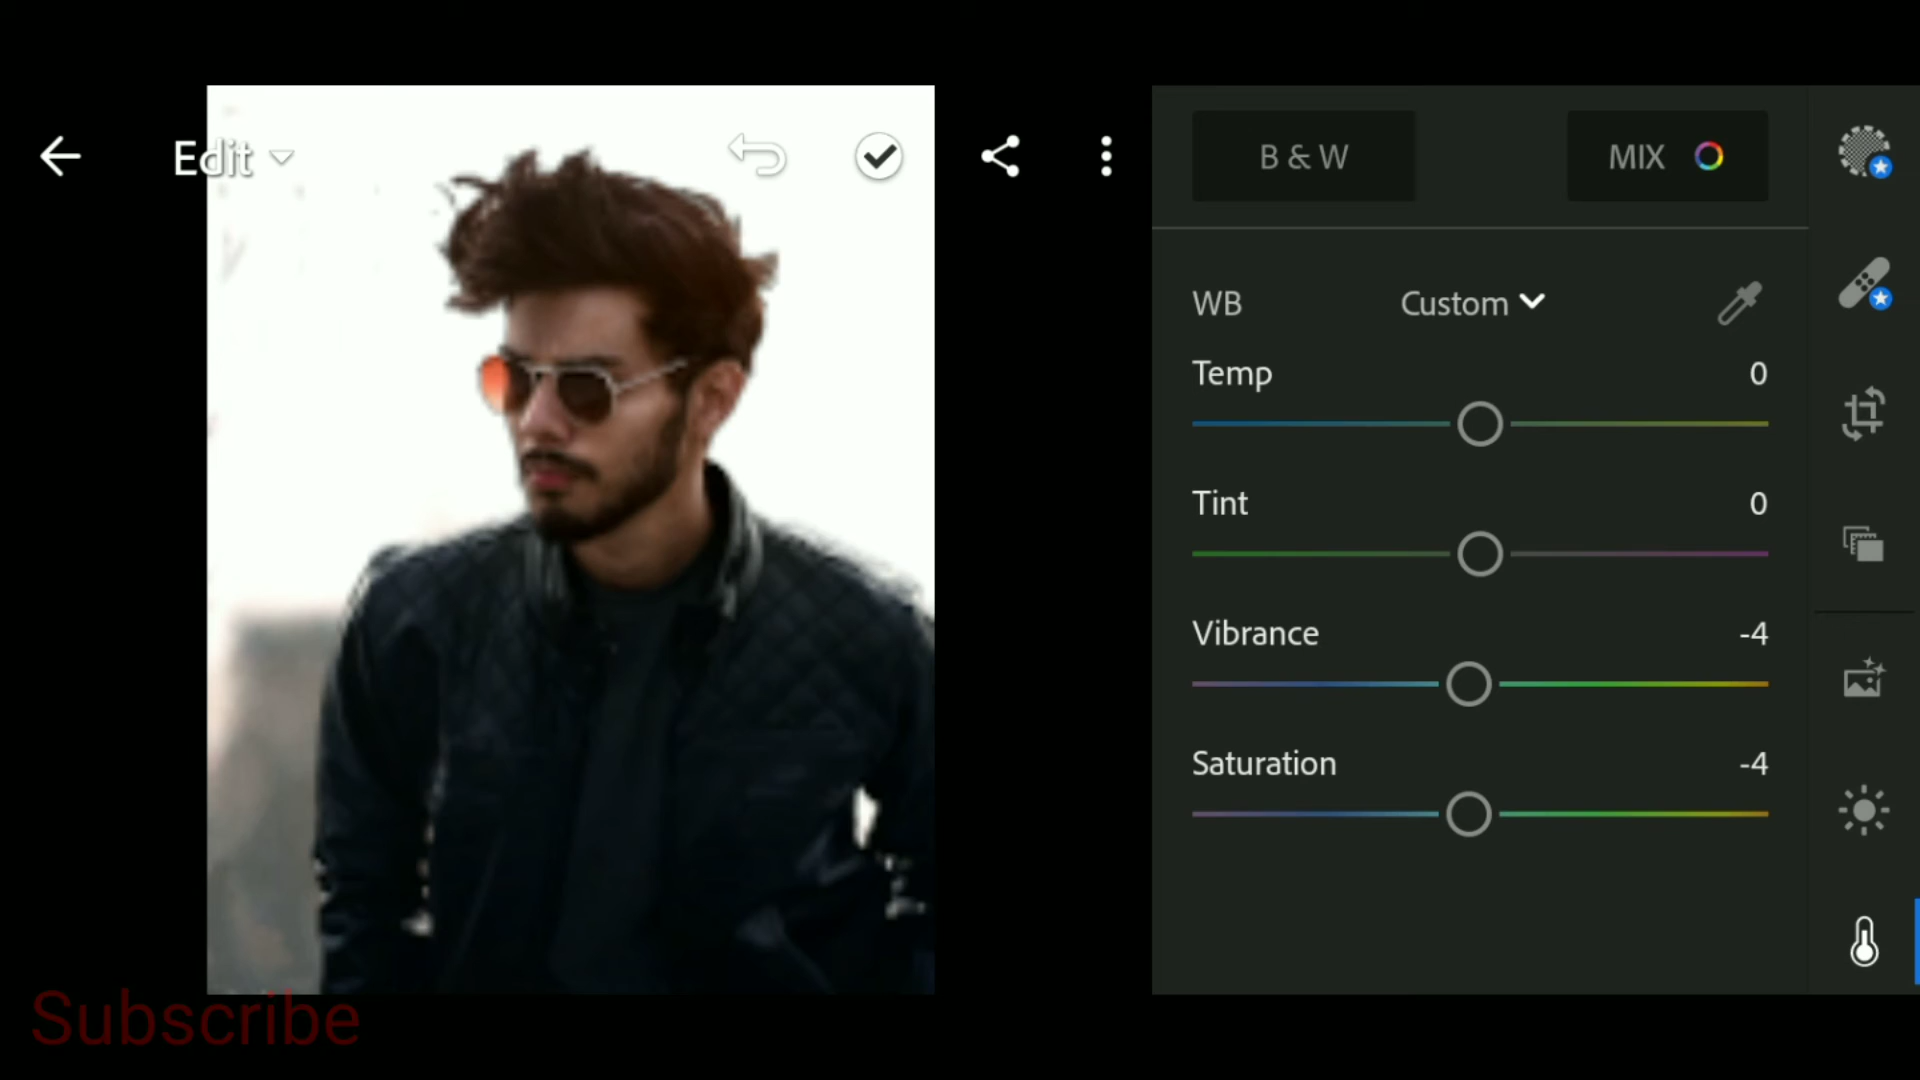 Edit
B & W
MIX
WB
Custom
Temp
0
Tint
0
Vibrance
-4
Saturation
-4
Subscribe